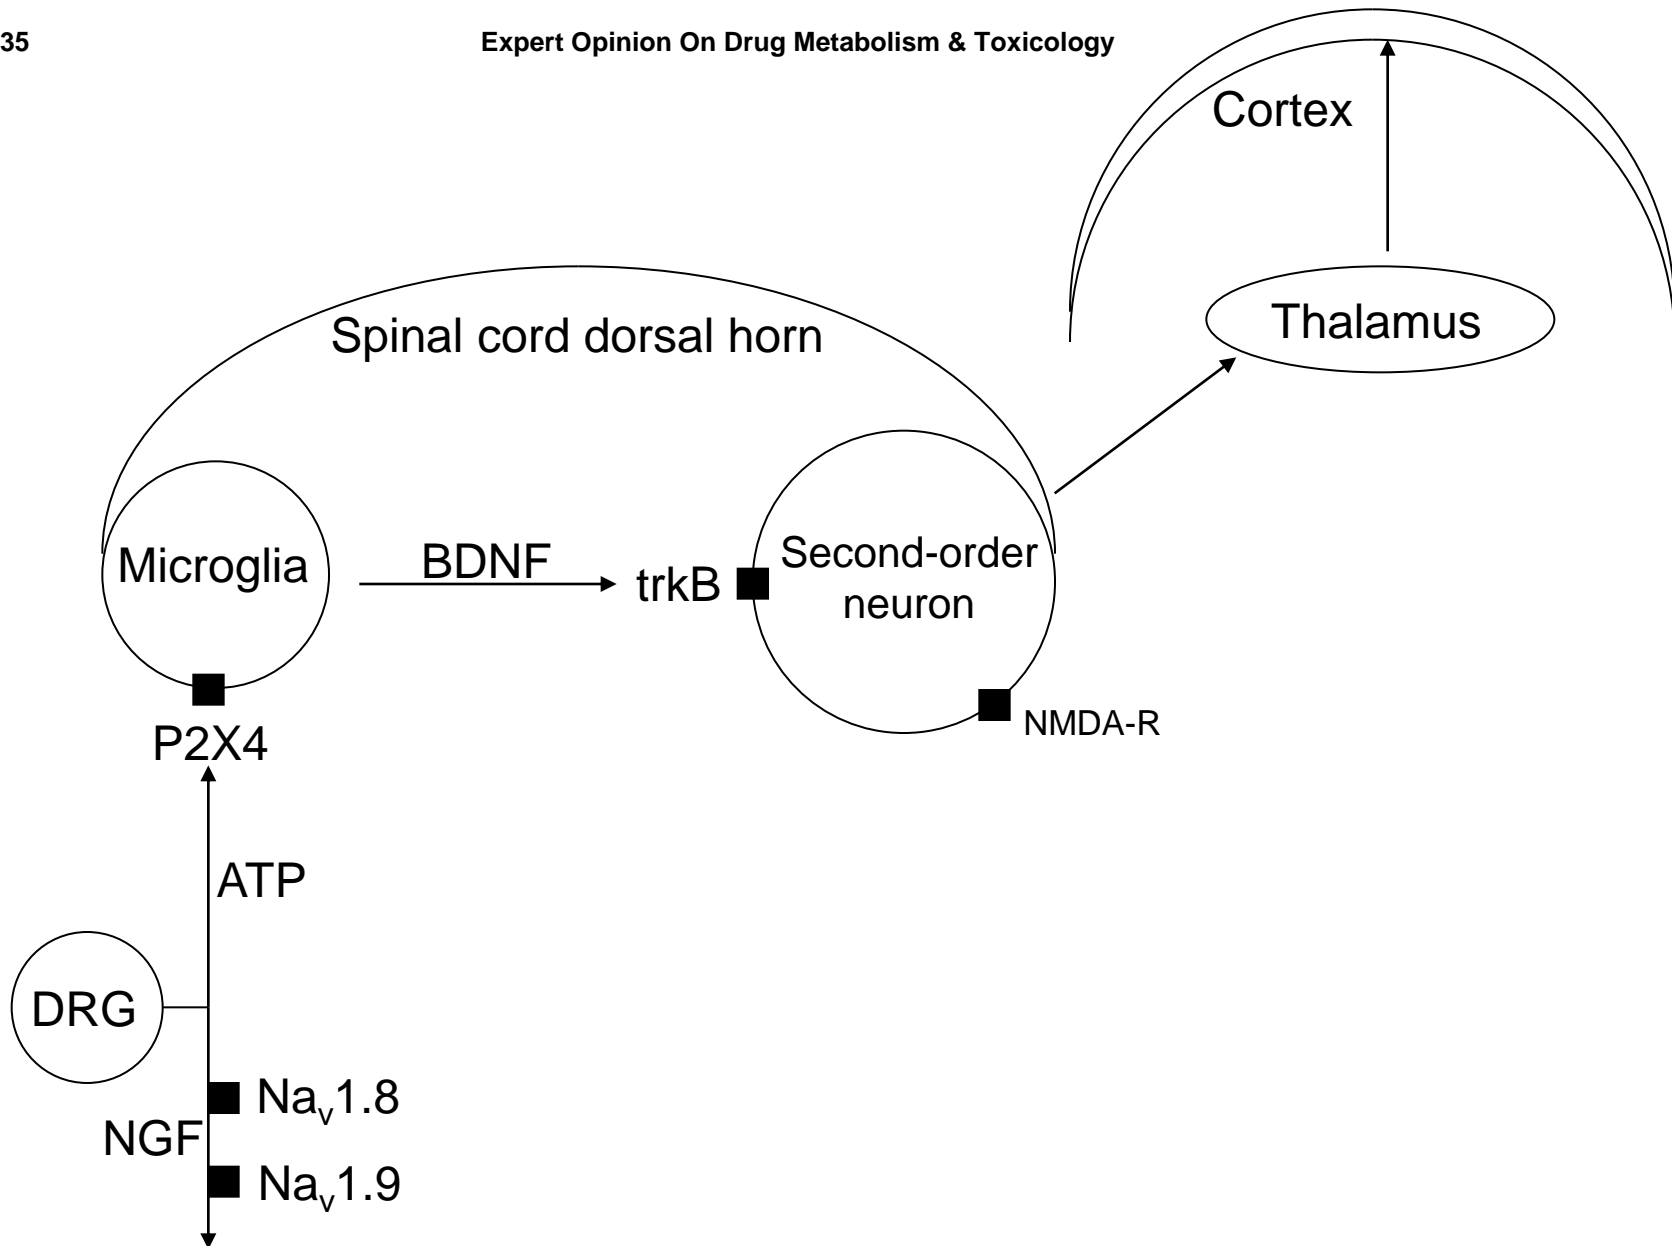 35
Expert Opinion On Drug Metabolism & Toxicology
Cortex
Thalamus
Spinal cord dorsal horn
Microglia
BDNF
trkB
Second-order
neuron
NMDA-R
P2X4
ATP
DRG
Naᵥ1.8
NGF
Naᵥ1.9